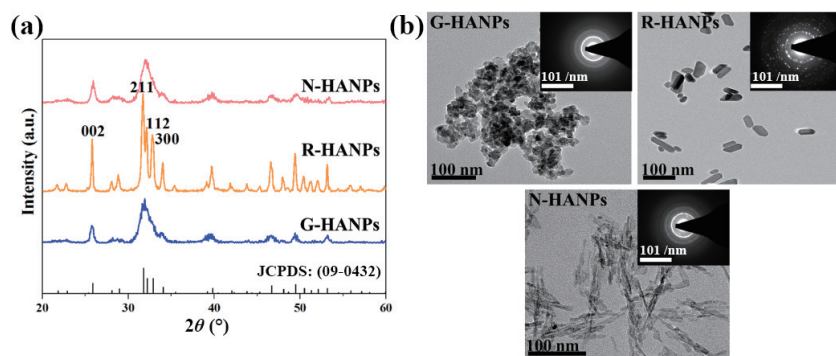 (a)
N-HANPs
211
112
300
002
R-HANPs
G-HANPs
JCPDS: (09-0432)
Intensity (a.u.)
20 30 40 50 60
2θ (°)
(b)
G-HANPs
101 /nm
100 nm
R-HANPs
101 /nm
100 nm
N-HANPs
101 /nm
100 nm